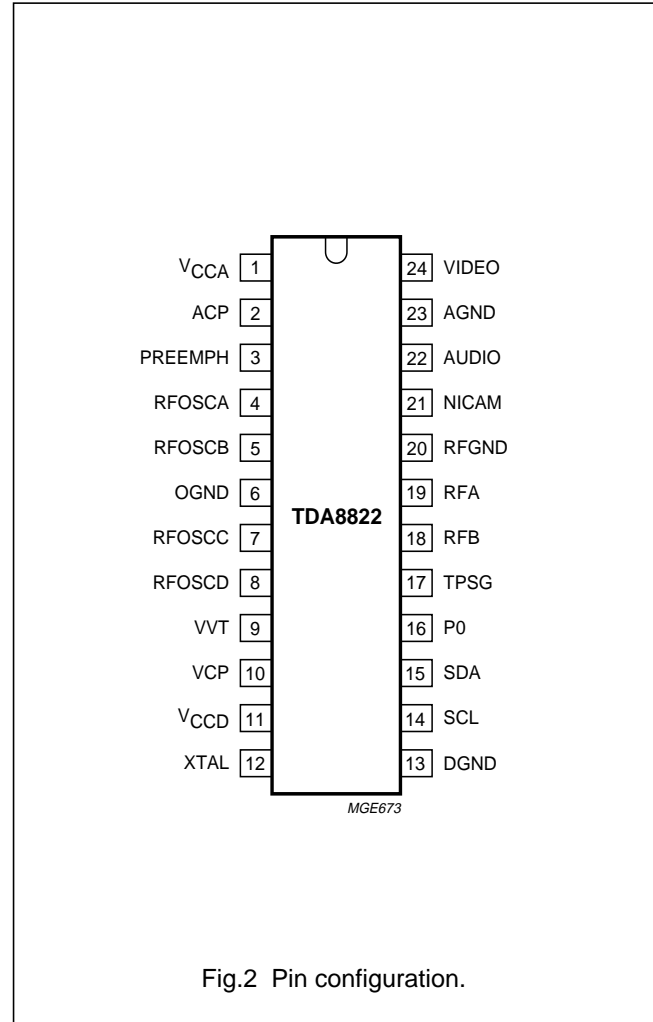 VCCA 1 24 VIDEO
ACP 2 23 AGND
PREEMPH 3 22 AUDIO
RFOSCA 4 21 NICAM
RFOSCB 5 20 RFGND
OGND 6 19 RFA
TDA8822
RFOSCC 7 18 RFB
RFOSCD 8 17 TPSG
VVT 9 16 P0
VCP 10 15 SDA
VCCD 11 14 SCL
XTAL 12 13 DGND
MGE673
Fig.2 Pin configuration.